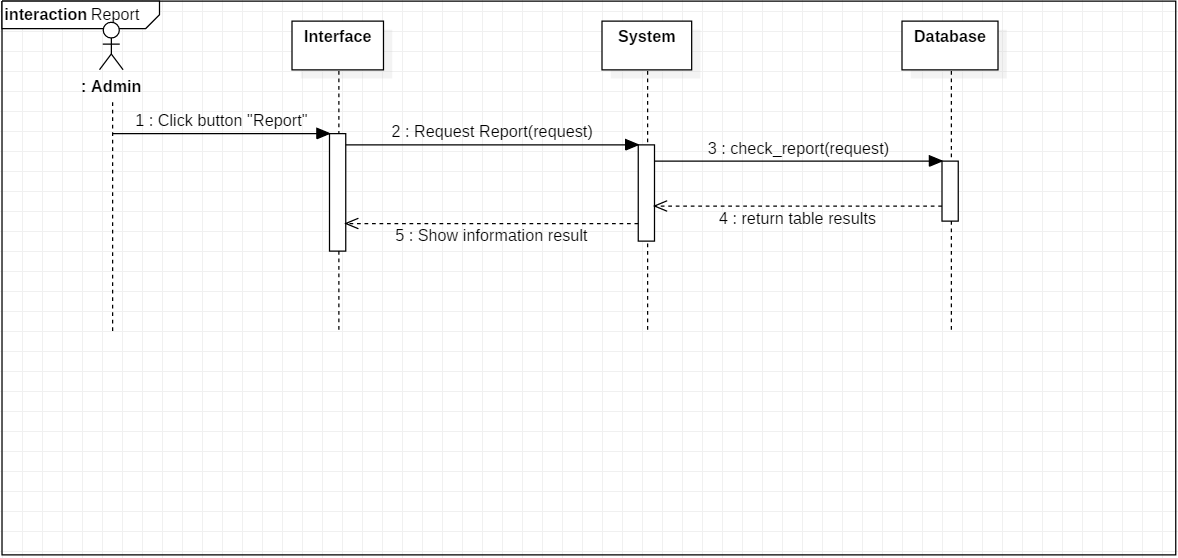 interaction Report
Interface
System
Database
: Admin
1 : Click button "Report"
2 : Request Report(request)
3 : check_report(request)
4 : return table results
5 : Show information result